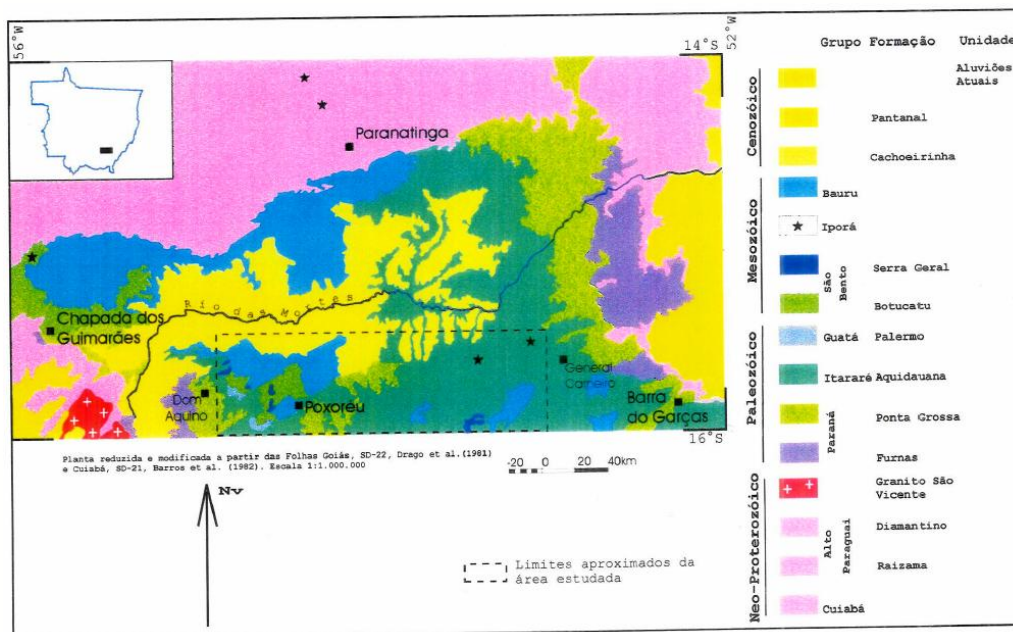 56°W
14°S
52°W
Paranatinga
Rio das Mortes
Chapada dos
Guimarães
Dom
Aquino
Poxoreu
General
Carneiro
Barra
do Garças
16°S
Planta reduzida e modificada a partir das Folhas Goiás, SD-22, Drago et al.(1981)
e Cuiabá, SD-21, Barros et al. (1982). Escala 1:1.000.000
-20 0 20 40km
Nv
Limites aproximados da
área estudada
Grupo Formação Unidade
Cenozóico
Aluviões
Atuais
Pantanal
Cachoeirinha
Mesozóico
Bauru
Iporá
São
Bento
Serra Geral
Botucatu
Paleozóico
Guatá Palermo
Itararé Aquidauana
Paraná
Ponta Grossa
Furnas
Neo-Proterozóico
Granito São
Vicente
Alto
Paraguai
Diamantino
Raizama
Cuiabá